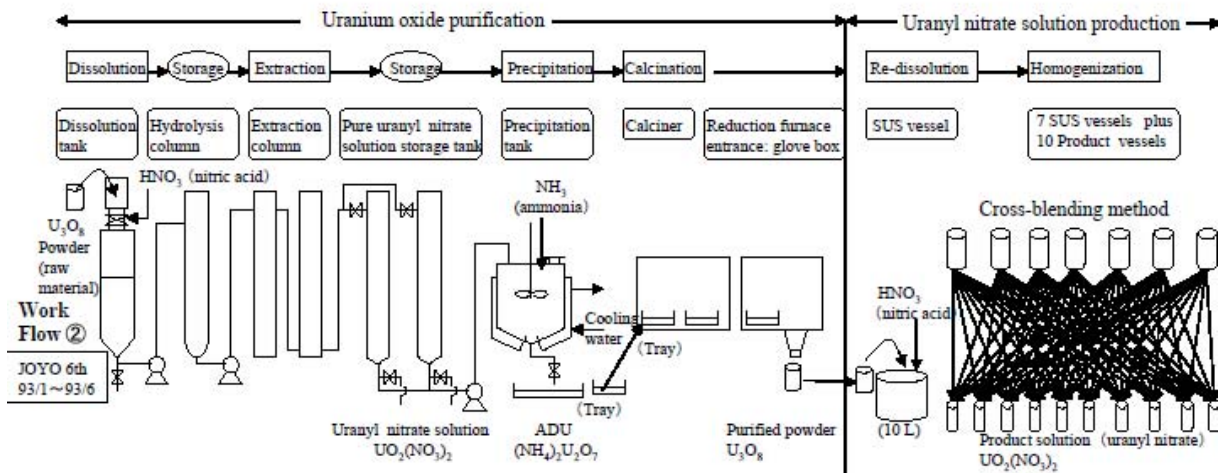 Uranium oxide purification
Uranyl nitrate solution production
Dissolution
Storage
Extraction
Storage
Precipitation
Calcination
Re-dissolution
Homogenization
Dissolution
tank
Hydrolysis
column
Extraction
column
Pure uranyl nitrate
solution storage tank
Precipitation
tank
Calciner
Reduction furnace
entrance: glove box
SUS vessel
7 SUS vessels plus
10 Product vessels
HNO3 (nitric acid)
U3O8
Powder
(raw
material)
Work
Flow ②
JOYO 6th
93/1～93/6
NH3
(ammonia)
Cooling
water
(Tray)
(Tray)
Uranyl nitrate solution
UO2(NO3)2
ADU
(NH4)2U2O7
Purified powder
U3O8
HNO3
(nitric acid)
(10 L)
Cross-blending method
Product solution (uranyl nitrate)
UO2(NO3)2